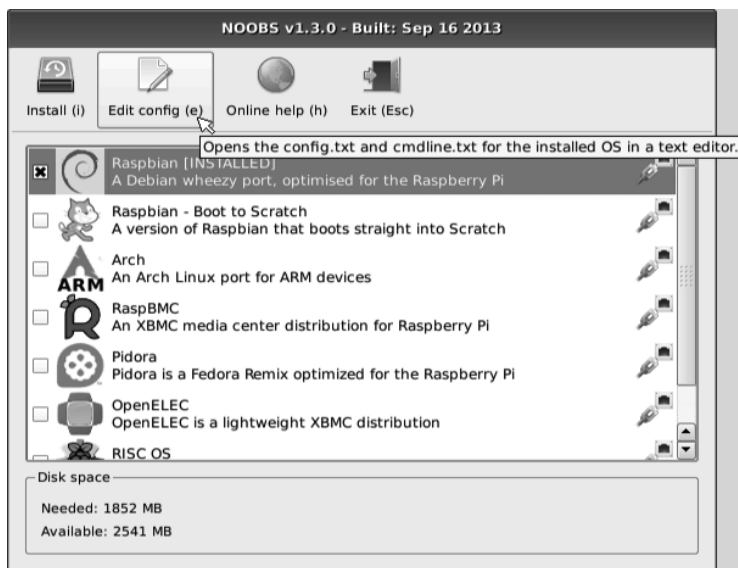 NOOBS v1.3.0 - Built: Sep 16 2013
Install (i) Edit config (e) Online help (h) Exit (Esc)
Opens the config.txt and cmdline.txt for the installed OS in a text editor.
Raspbian [INSTALLED]
A Debian wheezy port, optimised for the Raspberry Pi
Raspbian - Boot to Scratch
A version of Raspbian that boots straight into Scratch
Arch
An Arch Linux port for ARM devices
ARM
RaspBMC
An XBMC media center distribution for Raspberry Pi
Pidora
Pidora is a Fedora Remix optimized for the Raspberry Pi
OpenELEC
OpenELEC is a lightweight XBMC distribution
RISC OS
Disk space
Needed: 1852 MB
Available: 2541 MB